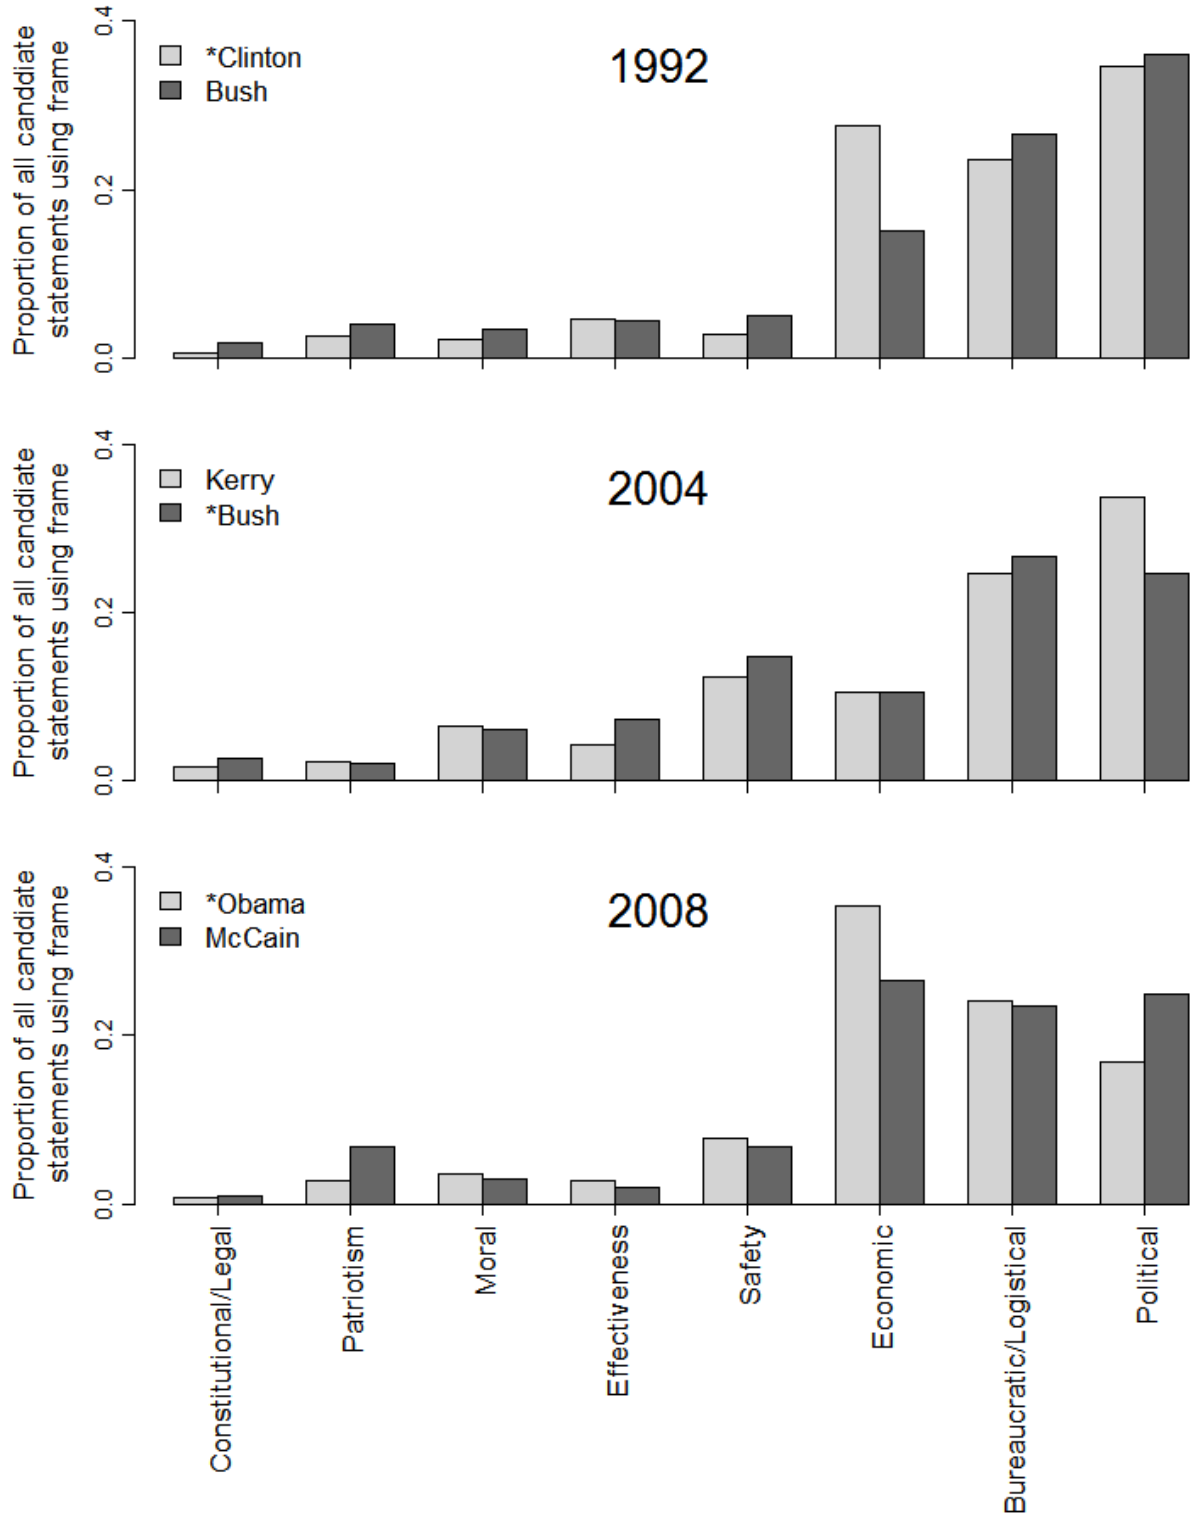 Proportion of all canddiate
statements using frame
0.4
0.2
0.0
*Clinton
Bush
1992
Proportion of all canddiate
statements using frame
0.4
0.2
0.0
Kerry
*Bush
2004
Proportion of all canddiate
statements using frame
0.4
0.2
0.0
*Obama
McCain
2008
Constitutional/Legal
Patriotism
Moral
Effectiveness
Safety
Economic
Bureaucratic/Logistical
Political